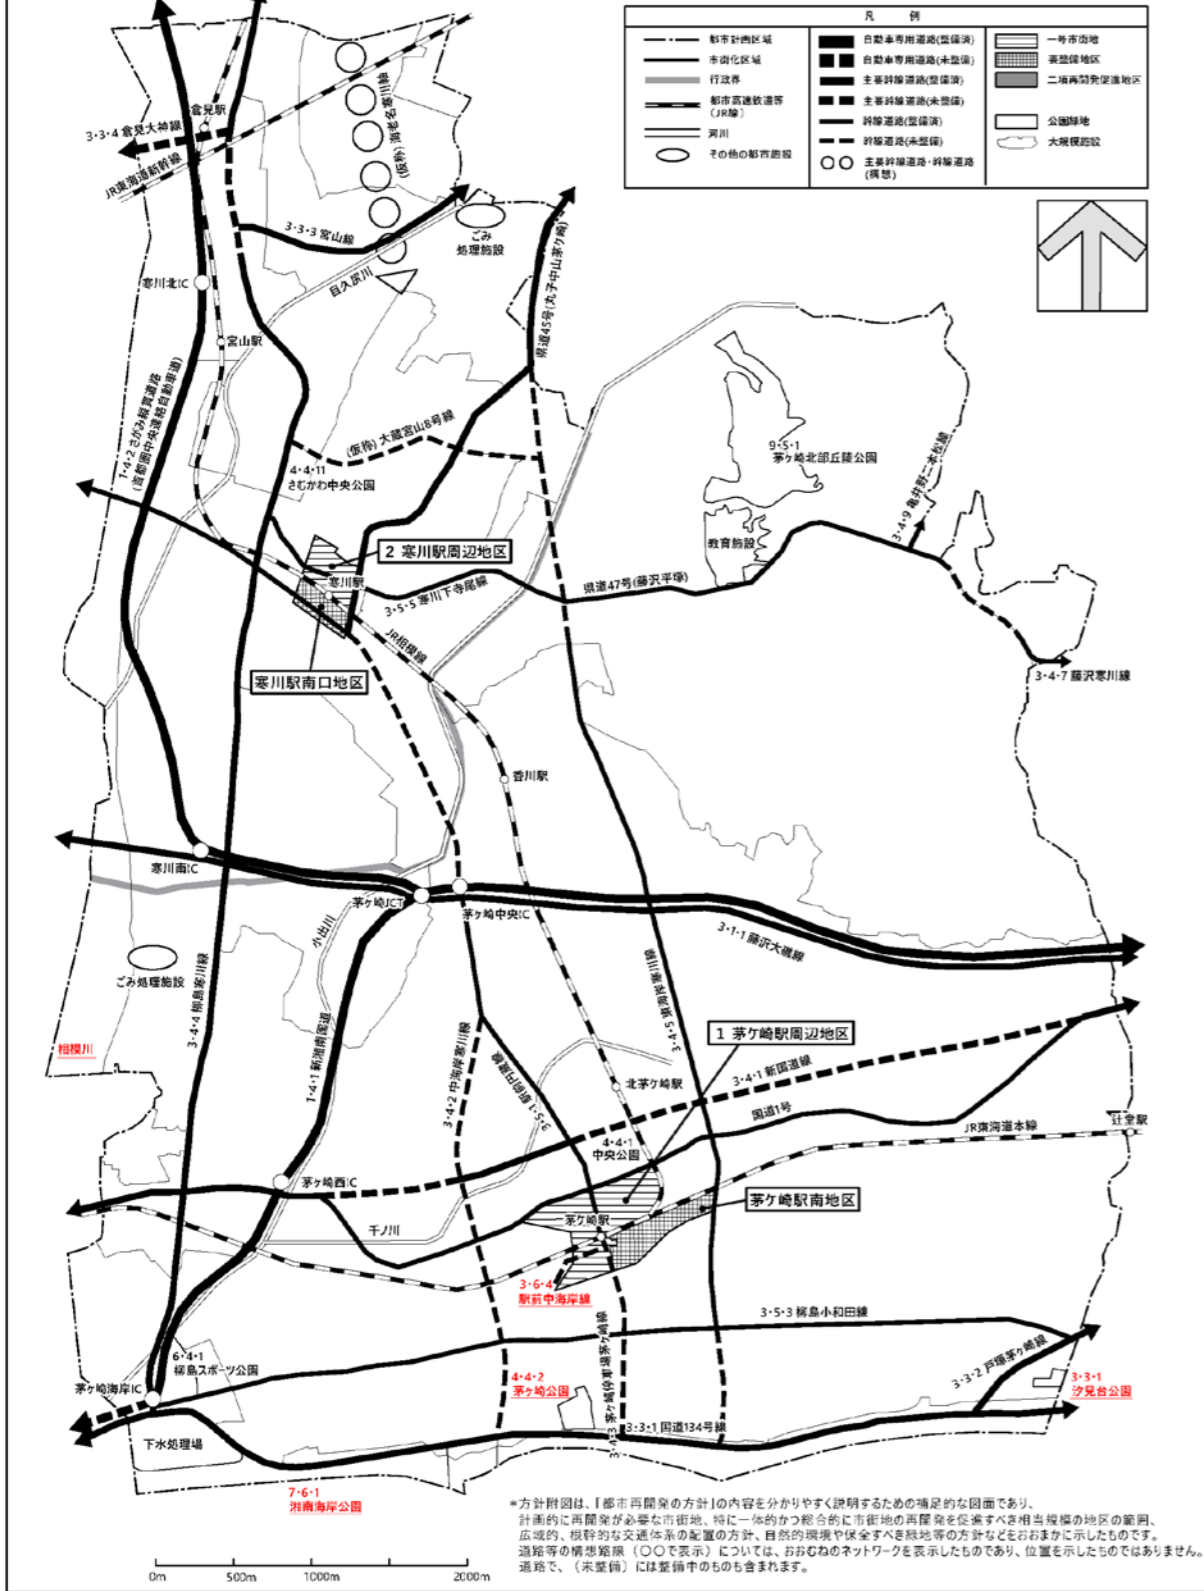 凡 例
都市計画区域
市街化区域
行政界
都市高速鉄道等
(JR線)
河川
その他の都市施設
自動車専用道路(整備済)
自動車専用道路(未整備)
主要幹線道路(整備済)
主要幹線道路(未整備)
幹線道路(整備済)
幹線道路(未整備)
主要幹線道路・幹線道路
(構想)
一号市街地
要整備地区
二項再開発促進地区
公園緑地
大規模施設
倉見駅
3・3・4 倉見大神線
JR東海道新幹線
(仮称) 海老名寒川線
3・3・3 宮山線
ごみ
処理施設
目久尻川
寒川北IC
宮山駅
県道45号(丸子中山茅ケ崎)
1・4・2 さがみ縦貫道路
(首都圏中央連絡自動車道)
(仮称) 大蔵宮山8号線
4・4・11
さむかわ中央公園
9・5・1
茅ケ崎北部丘陵公園
3・4・9 亀井野二本松線
教育施設
2 寒川駅周辺地区
寒川駅
3・5・5 寒川下寺尾線
県道47号(藤沢平塚)
JR相模線
寒川駅南口地区
3・4・7 藤沢寒川線
香川駅
寒川南IC
茅ケ崎JCT
茅ケ崎中央IC
小出川
3・1・1 藤沢大磯線
ごみ処理施設
3・4・4 柳島寒川線
3・4・5 東海岸寒川線
相模川
1・4・1 新湘南国道
3・4・2 中海岸寒川線
3・5・1 駅前円蔵線
1 茅ケ崎駅周辺地区
北茅ケ崎駅
3・4・1 新国道線
国道1号
JR東海道本線
辻堂駅
4・4・1
中央公園
茅ケ崎西IC
茅ケ崎駅南地区
千ノ川
茅ケ崎駅
3・6・4
駅前中海岸線
3・5・3 柳島小和田線
3・4・3 茅ケ崎停車場茅ケ崎線
3・3・2 戸塚茅ケ崎線
6・4・1
柳島スポーツ公園
茅ケ崎海岸IC
4・4・2
茅ケ崎公園
3・3・1
汐見台公園
3・3・1 国道134号線
下水処理場
7・6・1
湘南海岸公園
*方針附図は、「都市再開発の方針」の内容を分かりやすく説明するための補足的な図面であり、
計画的に再開発が必要な市街地、特に一体的かつ総合的に市街地の再開発を促進すべき相当規模の地区の範囲、
広域的、根幹的な交通体系の配置の方針、自然的環境や保全すべき緑地等の方針などをおおまかに示したものです。
道路等の構想路線（○○で表示）については、おおむねのネットワークを表示したものであり、位置を示したものではありません。
道路で、（未整備）には整備中のものも含まれます。
0m 500m 1000m 2000m